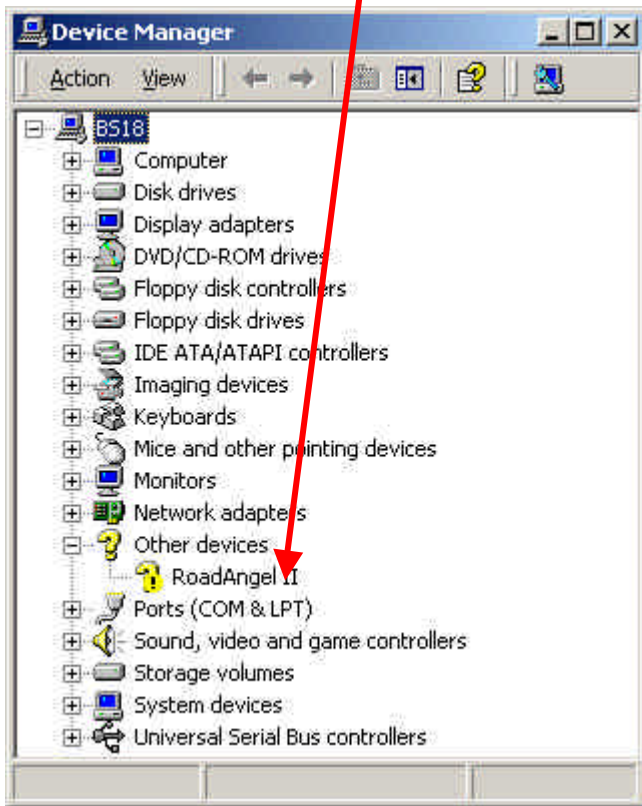 Device Manager
Action View
BS18
Computer
Disk drives
Display adapters
DVD/CD-ROM drives
Floppy disk controllers
Floppy disk drives
IDE ATA/ATAPI controllers
Imaging devices
Keyboards
Mice and other pointing devices
Monitors
Network adapters
Other devices
RoadAngel II
Ports (COM & LPT)
Sound, video and game controllers
Storage volumes
System devices
Universal Serial Bus controllers